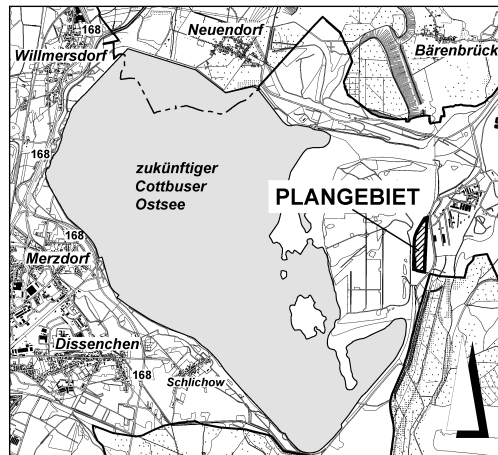 168
Neuendorf
Willmersdorf
Bärenbrück
168
zukünftiger
Cottbuser
Ostsee
PLANGEBIET
168
Merzdorf
Dissenchen
168
Schlichow